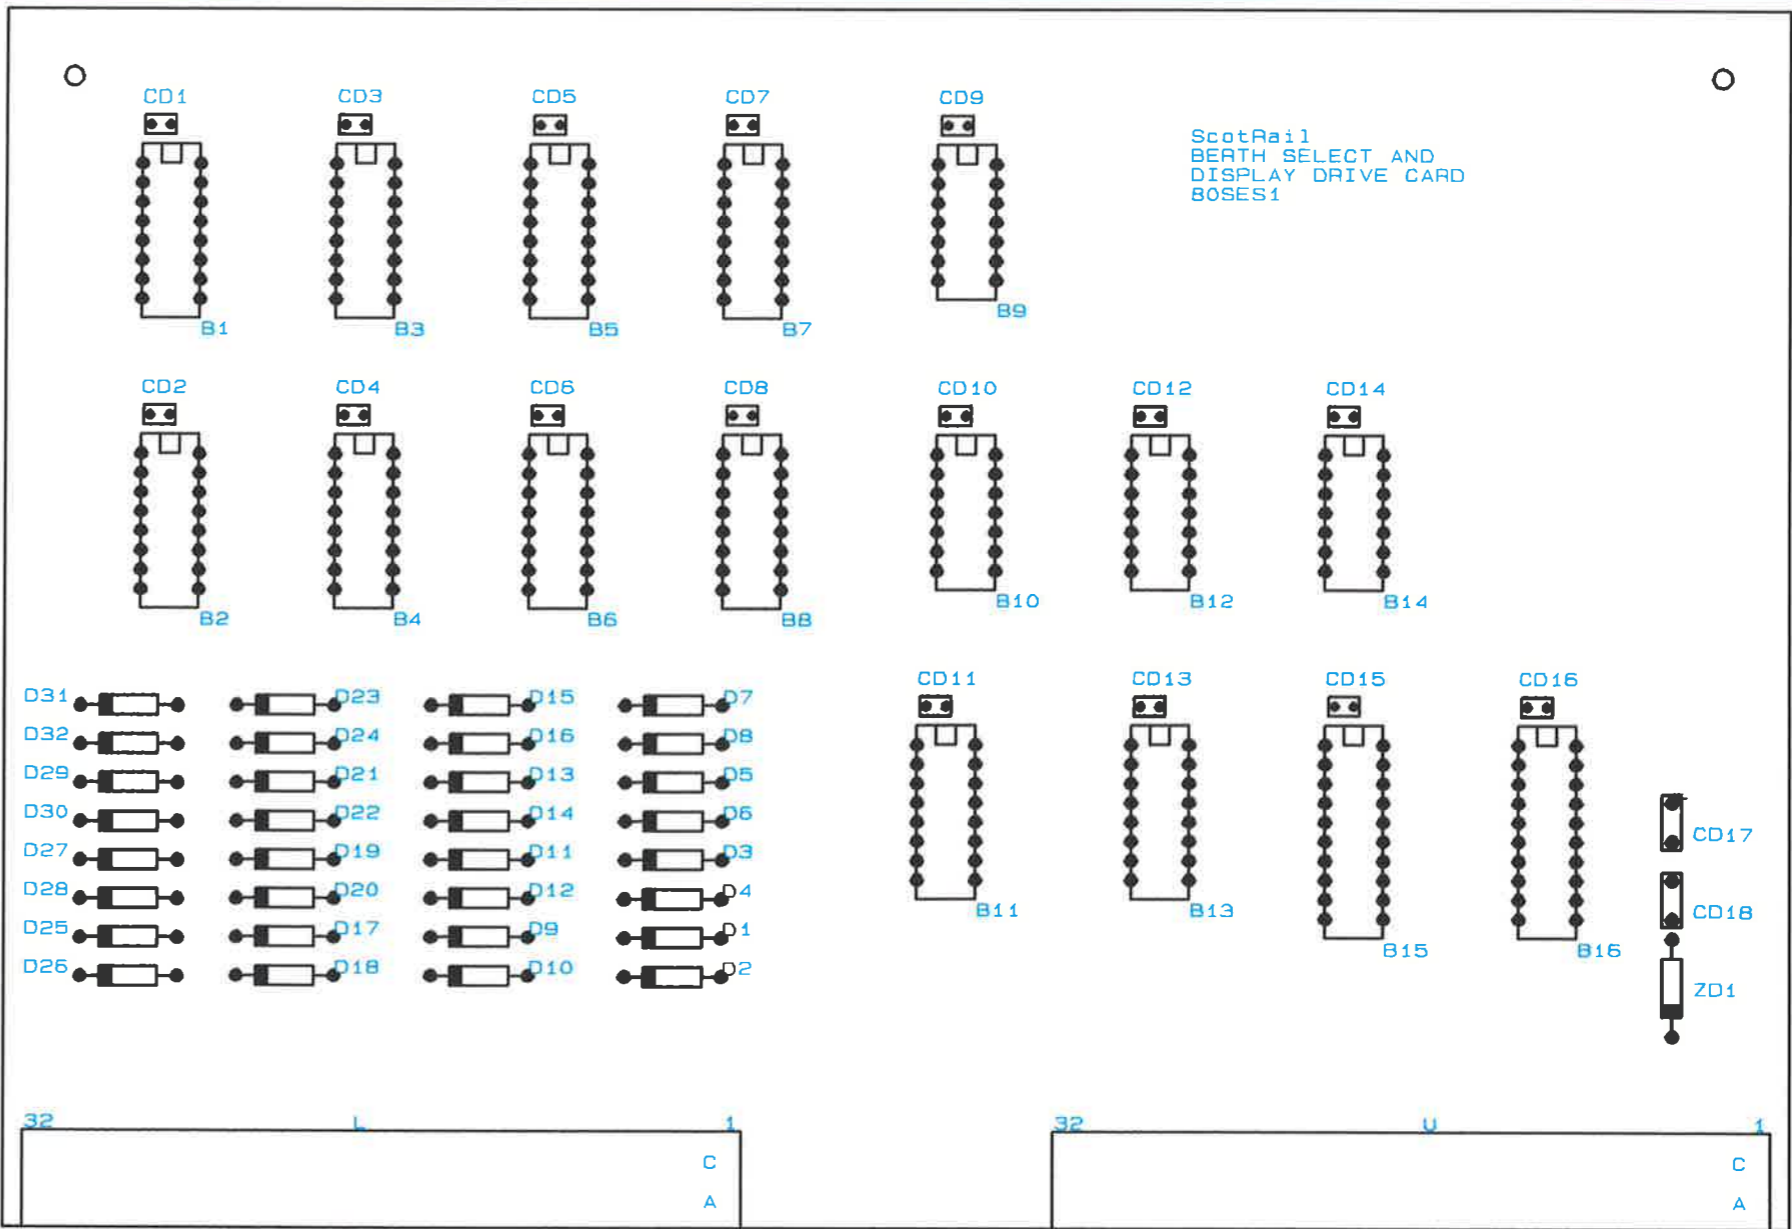 CD1 CD3 CD5 CD7 CD9
ScotRail
BERTH SELECT AND
DISPLAY DRIVE CARD
BOSES1
B1 B3 B5 B7 B9
CD2 CD4 CD6 CD8 CD10 CD12 CD14
B2 B4 B6 B8 B10 B12 B14
CD11 CD13 CD15 CD16
D31 D23 D15 D7
D32 D24 D16 D8
D29 D21 D13 D5
D30 D22 D14 D6
D27 D19 D11 D3
D28 D20 D12 D4
D25 D17 D9 D1
D26 D18 D10 D2
B11 B13 B15 B16
CD17
CD18
ZD1
32 L 1
C
A
32 U 1
C
A